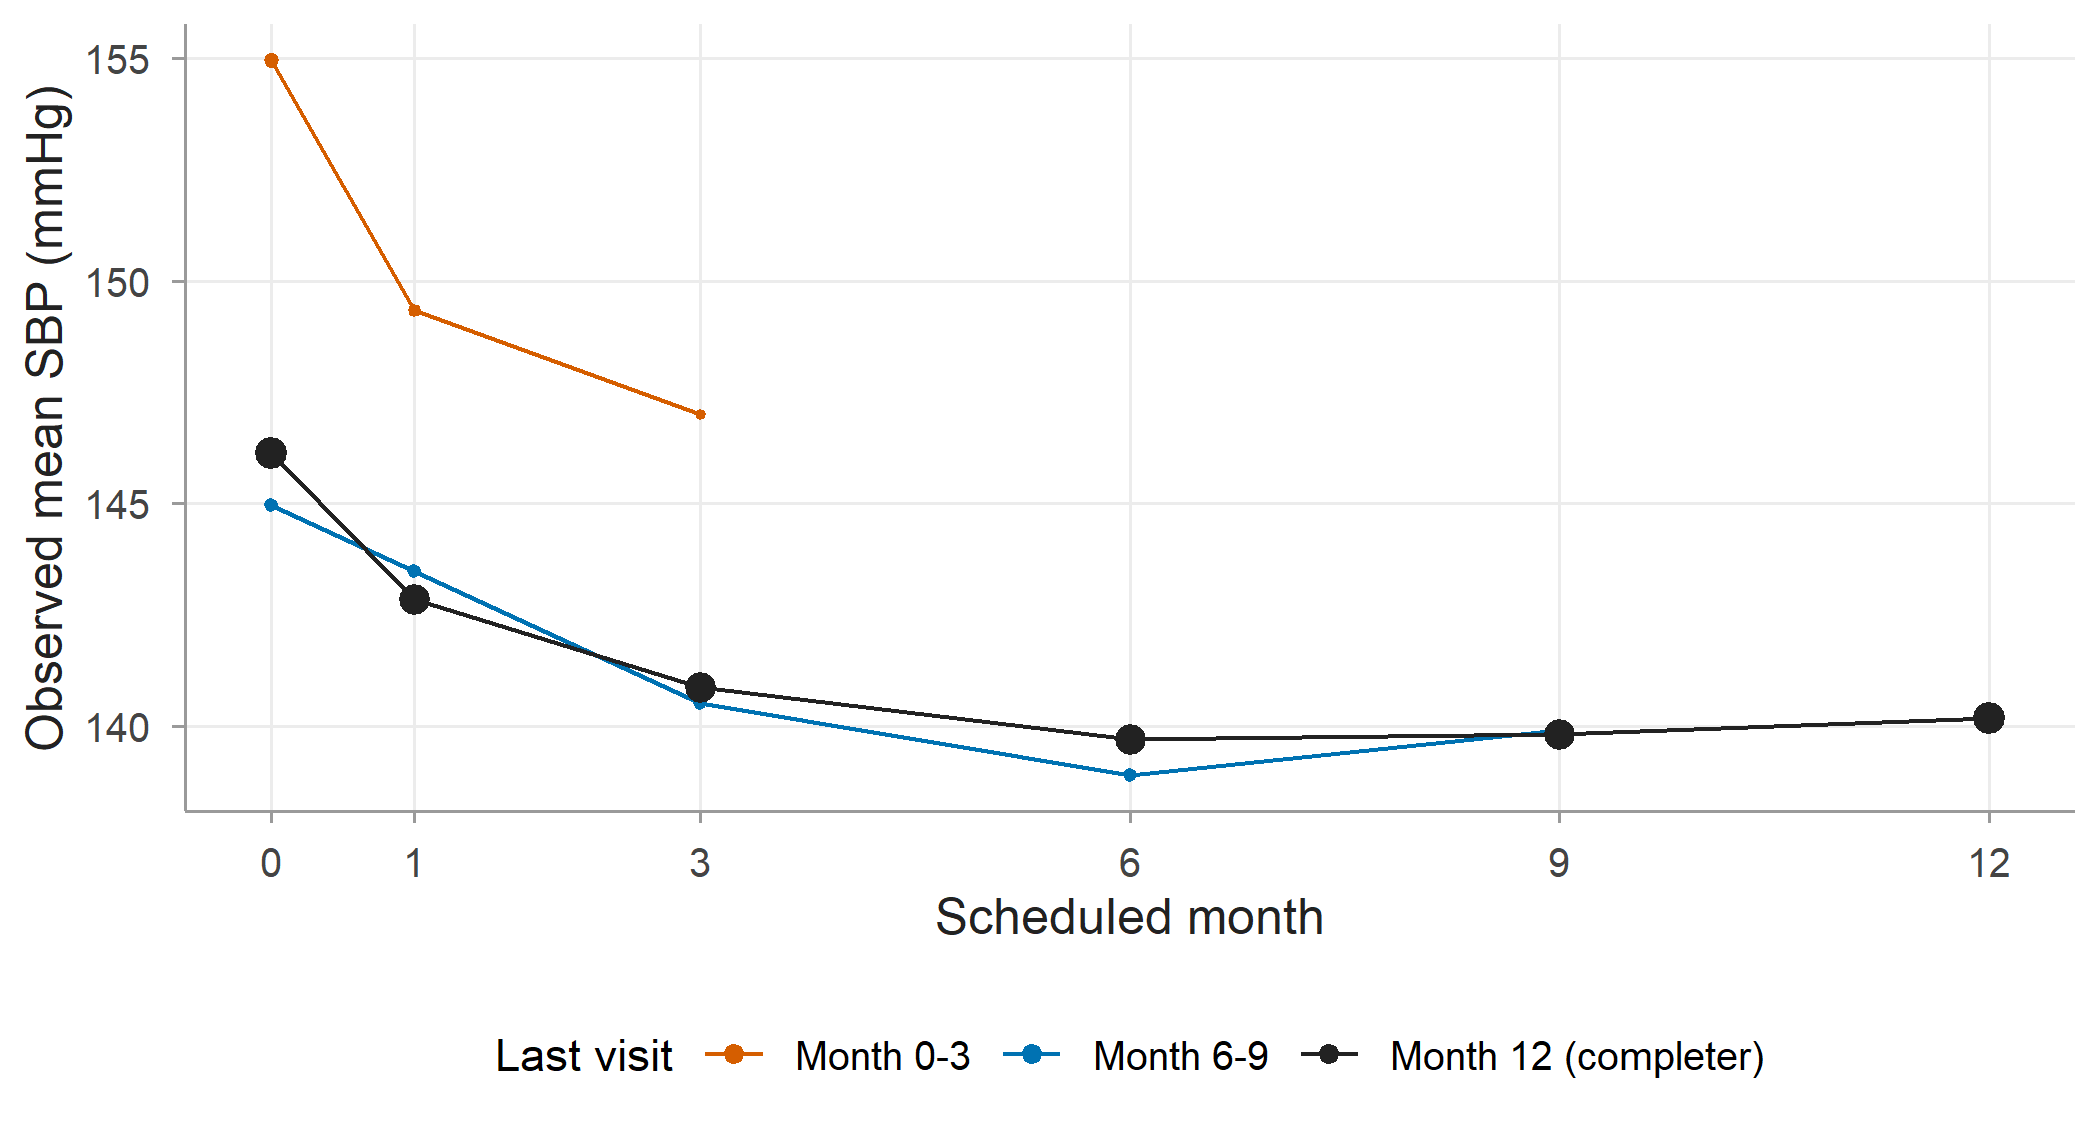 Observed mean SBP (mmHg)
155
150
145
140
0 1 3 6 9 12
Scheduled month
Last visit Month 0-3 Month 6-9 Month 12 (completer)